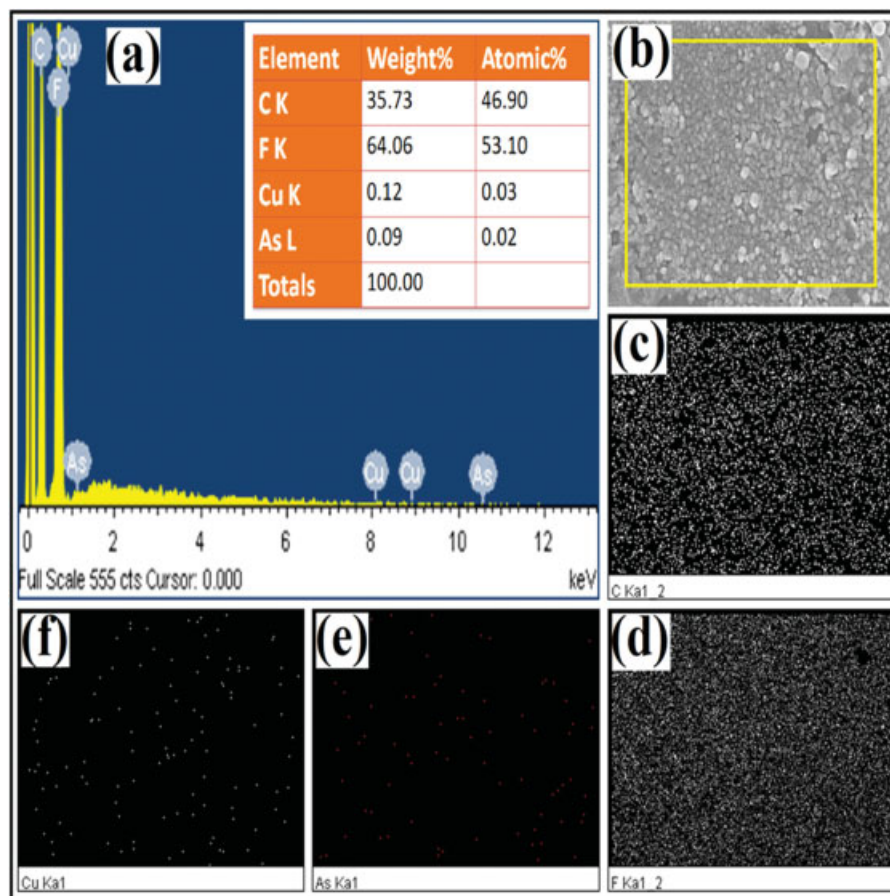 (a)
C
Cu
F
As
Cu
Cu
As
Element Weight% Atomic%
C K 35.73 46.90
F K 64.06 53.10
Cu K 0.12 0.03
As L 0.09 0.02
Totals 100.00
0 2 4 6 8 10 12
Full Scale 555 cts Cursor: 0.000 keV
(b)
(c)
C Ka1_2
(f)
Cu Ka1
(e)
As Ka1
(d)
F Ka1_2